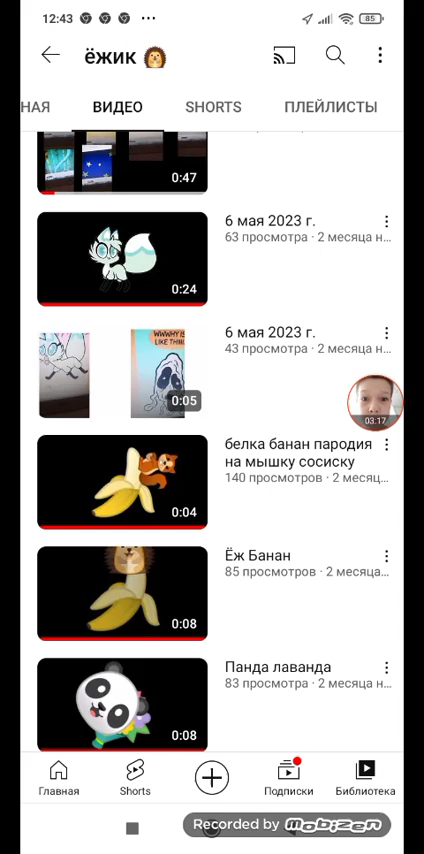 12:43
85
ёжик
НАЯ ВИДЕО SHORTS ПЛЕЙЛИСТЫ
0:47
6 мая 2023 г.
63 просмотра · 2 месяца н...
0:24
6 мая 2023 г.
43 просмотра · 2 месяца н...
LIKE THIN
0:05
03:17
белка банан пародия
на мышку сосиску
140 просмотров · 2 месяц...
0:04
Ёж Банан
85 просмотров · 2 месяца...
0:08
Панда лаванда
83 просмотра · 2 месяца н...
0:08
Главная Shorts Подписки Библиотека
Recorded by Mobizen